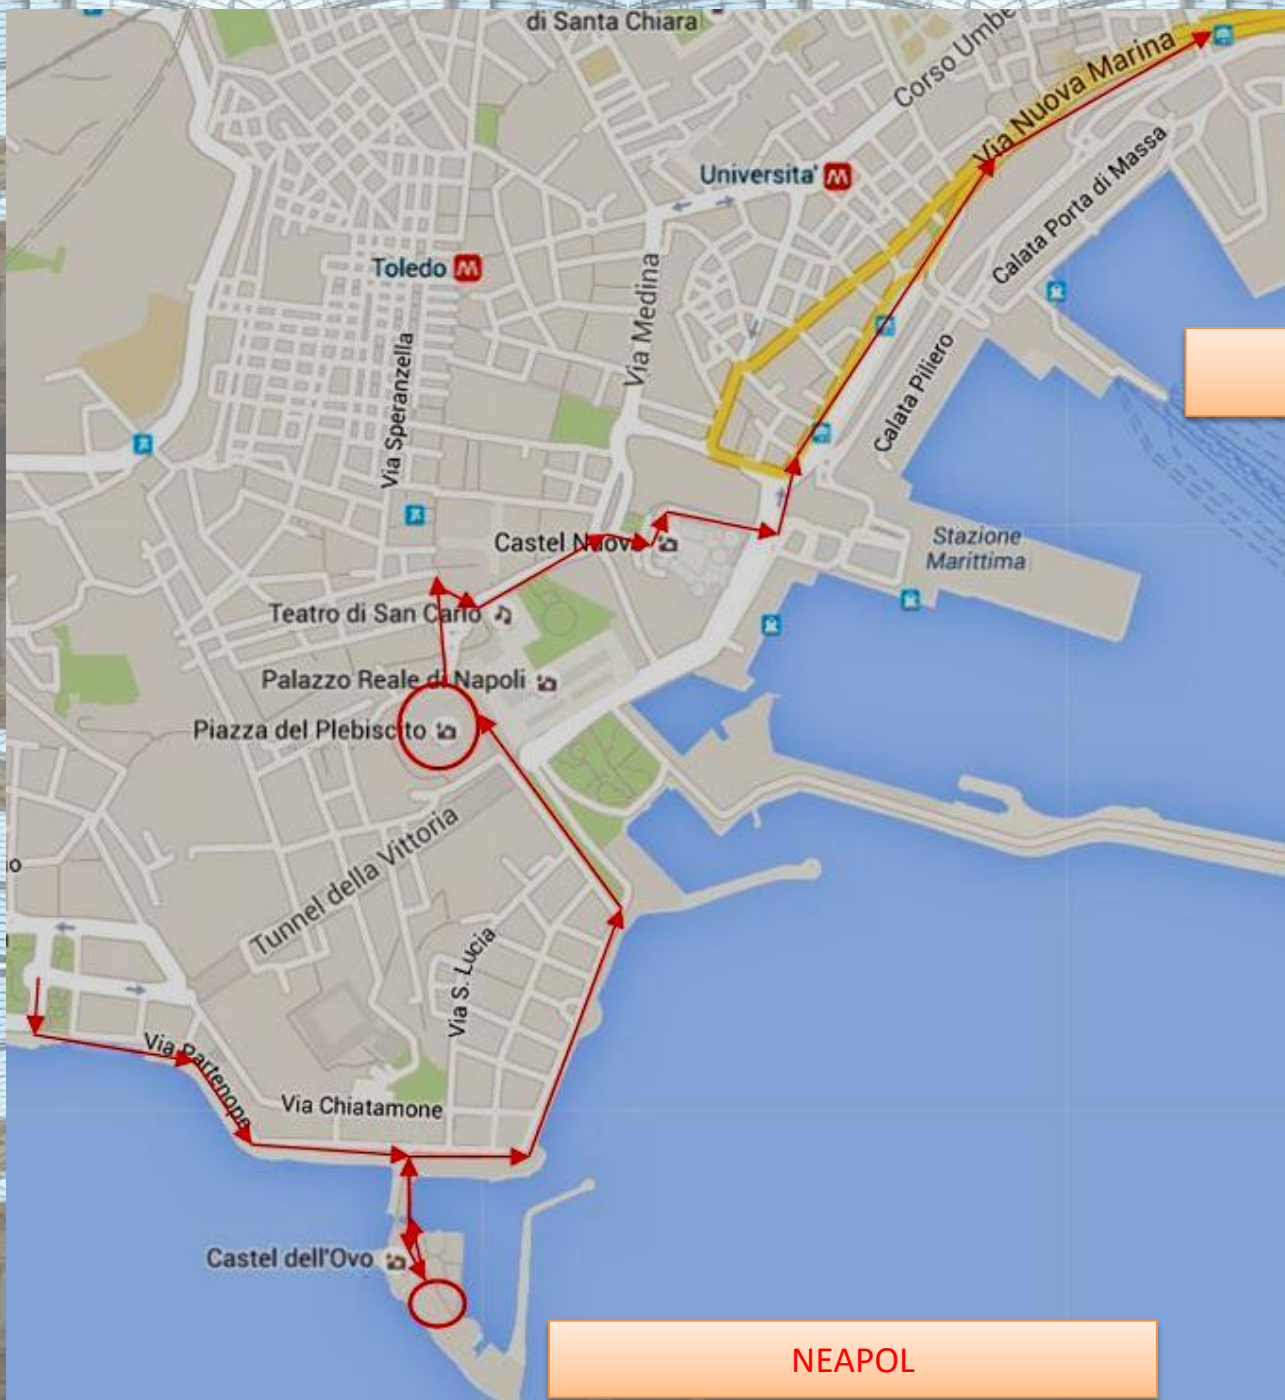 di Santa Chiara
Corso Umbe
Via Nuova Marina
Universita'
Calata Porta di Massa
Toledo
Via Medina
Via Speranzella
Calata Piliero
Castel Nuovo
Stazione
Marittima
Teatro di San Carlo
Palazzo Reale di Napoli
Piazza del Plebiscito
Tunnel della Vittoria
io
Via S. Lucia
Via Partenope
Via Chiatamone
Castel dell'Ovo
NEAPOL